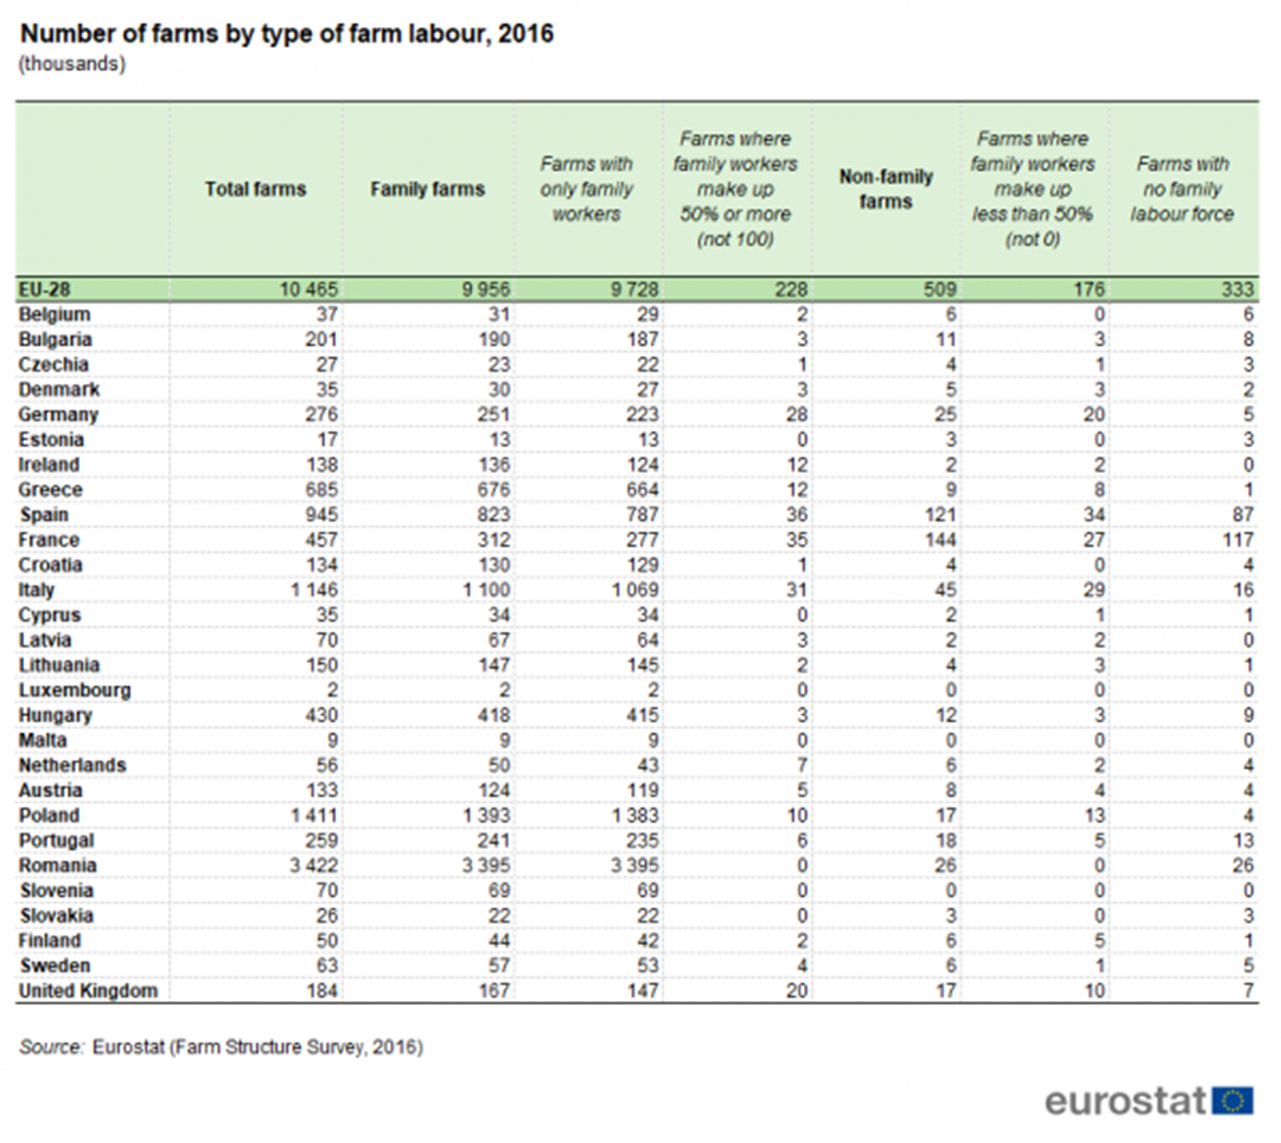 Number of farms by type of farm labour, 2016
(thousands)
Total farms Family farms Farms with only family workers Farms where family workers make up 50% or more (not 100) Non-family farms Farms where family workers make up less than 50% (not 0) Farms with no family labour force
EU-28 10 465 9 956 9 728 228 509 176 333
Belgium 37 31 29 2 6 0 6
Bulgaria 201 190 187 3 11 3 8
Czechia 27 23 22 1 4 1 3
Denmark 35 30 27 3 5 3 2
Germany 276 251 223 28 25 20 5
Estonia 17 13 13 0 3 0 3
Ireland 138 136 124 12 2 2 0
Greece 685 676 664 12 9 8 1
Spain 945 823 787 36 121 34 87
France 457 312 277 35 144 27 117
Croatia 134 130 129 1 4 0 4
Italy 1 146 1 100 1 069 31 45 29 16
Cyprus 35 34 34 0 2 1 1
Latvia 70 67 64 3 2 2 0
Lithuania 150 147 145 2 4 3 1
Luxembourg 2 2 2 0 0 0 0
Hungary 430 418 415 3 12 3 9
Malta 9 9 9 0 0 0 0
Netherlands 56 50 43 7 6 2 4
Austria 133 124 119 5 8 4 4
Poland 1 411 1 393 1 383 10 17 13 4
Portugal 259 241 235 6 18 5 13
Romania 3 422 3 395 3 395 0 26 0 26
Slovenia 70 69 69 0 0 0 0
Slovakia 26 22 22 0 3 0 3
Finland 50 44 42 2 6 5 1
Sweden 63 57 53 4 6 1 5
United Kingdom 184 167 147 20 17 10 7
Source: Eurostat (Farm Structure Survey, 2016)
eurostat